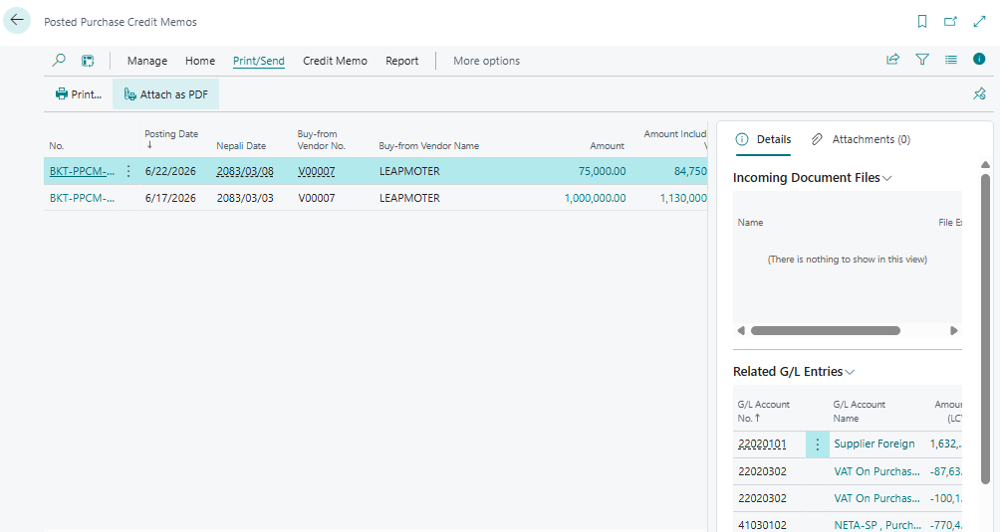 Posted Purchase Credit Memos
Manage Home Print/Send Credit Memo Report More options
Print... Attach as PDF
No. Posting Date ↓ Nepali Date Buy-from Vendor No. Buy-from Vendor Name Amount Amount Includ V
BKT-PPCM-... 6/22/2026 2083/03/08 V00007 LEAPMOTER 75,000.00 84,750
BKT-PPCM-... 6/17/2026 2083/03/03 V00007 LEAPMOTER 1,000,000.00 1,130,000
Details Attachments (0)
Incoming Document Files
Name File Ex
(There is nothing to show in this view)
Related G/L Entries
G/L Account No. ↑ G/L Account Name Amou (LC
22020101 Supplier Foreign 1,632,..
22020302 VAT On Purchas... -87,63.
22020302 VAT On Purchas... -100,1.
41030102 NETA-SP , Purch... -770,4.